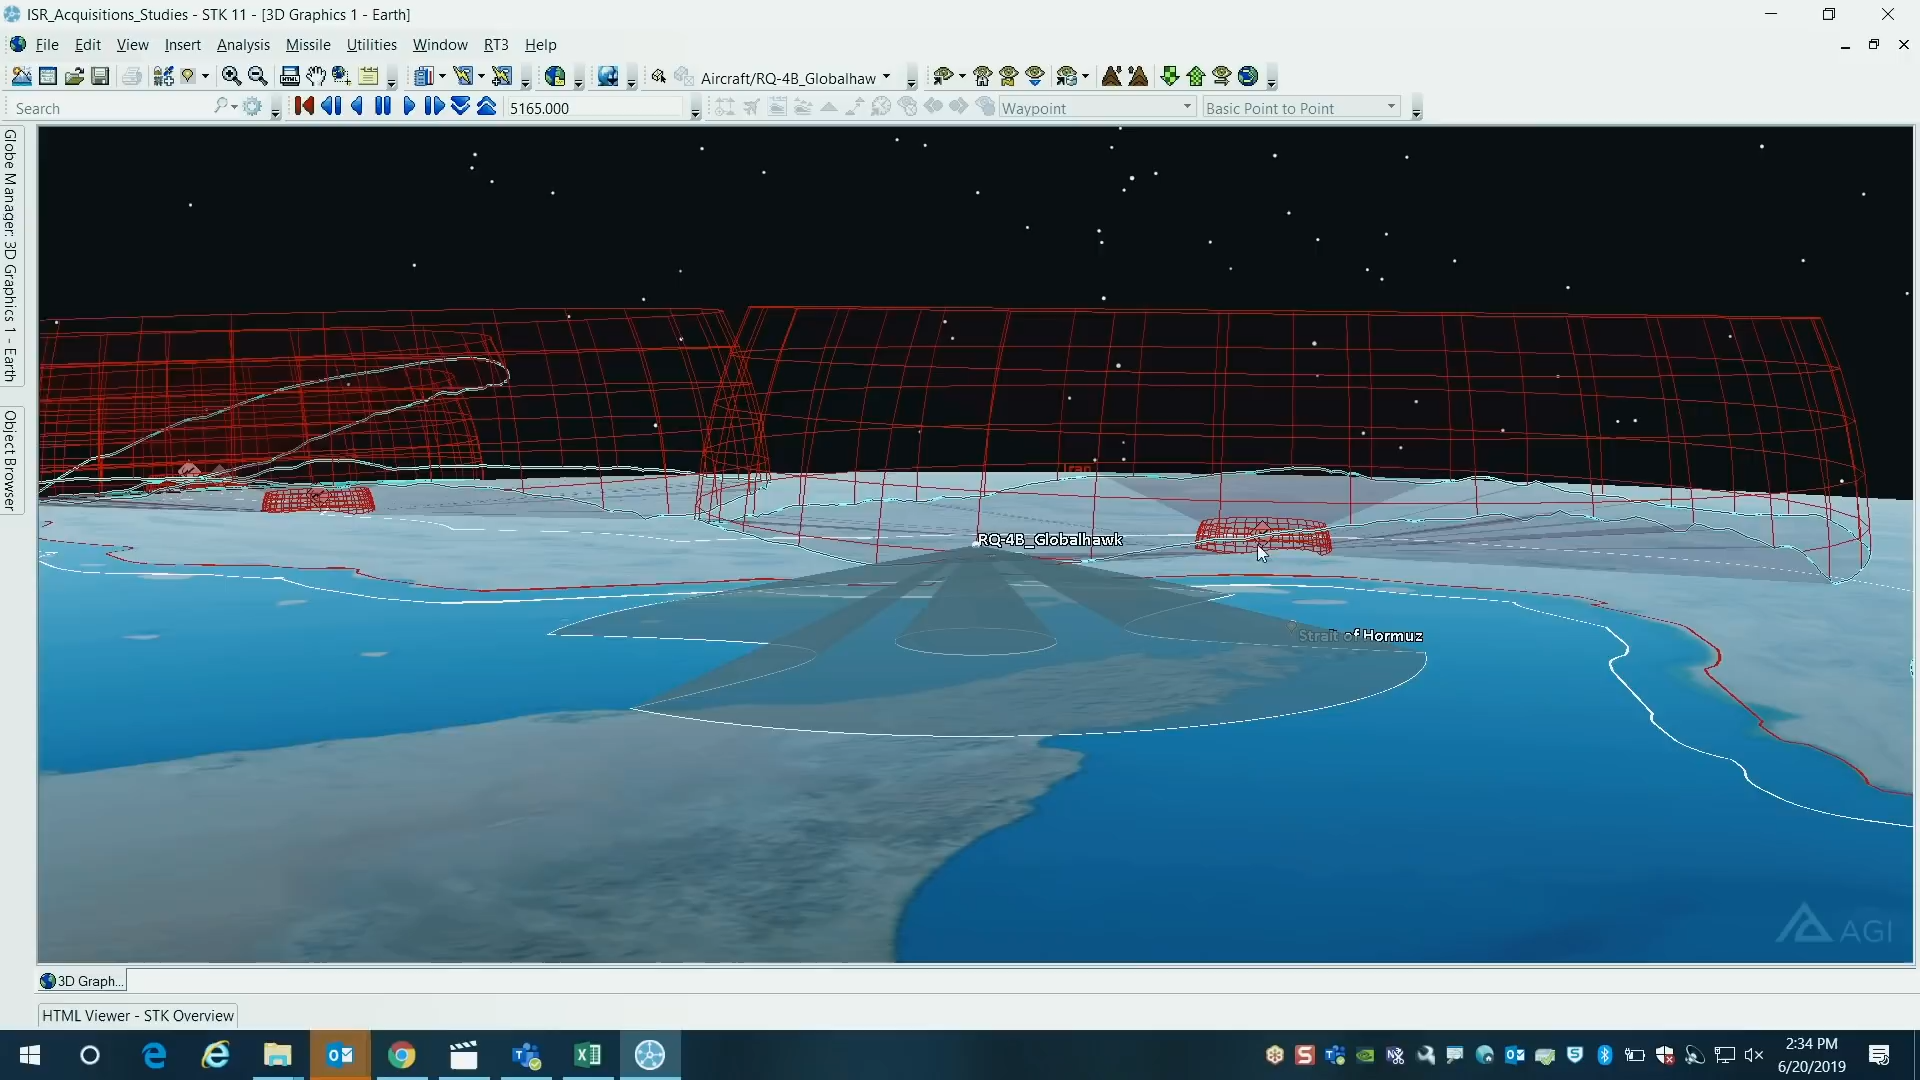 ISR_Acquisitions_Studies - STK 11 - [3D Graphics 1 - Earth]
File Edit View Insert Analysis Missile Utilities Window RT3 Help
Aircraft/RQ-4B_Globalhaw
Search
5165.000
Waypoint
Basic Point to Point
Globe Manager: 3D Graphics 1 - Earth
Object Browser
Iran
RQ-4B_Globalhawk
Strait of Hormuz
AGI
3D Graph...
HTML Viewer - STK Overview
2:34 PM
6/20/2019